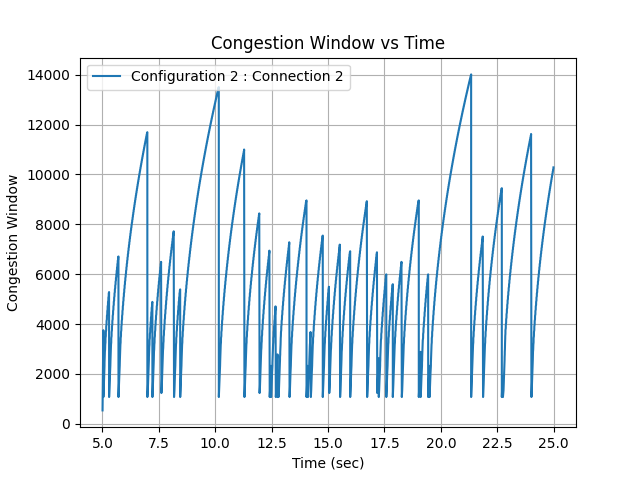 Congestion Window vs Time
Configuration 2 : Connection 2
14000
12000
10000
8000
6000
4000
2000
0
Congestion Window
5.0 7.5 10.0 12.5 15.0 17.5 20.0 22.5 25.0
Time (sec)